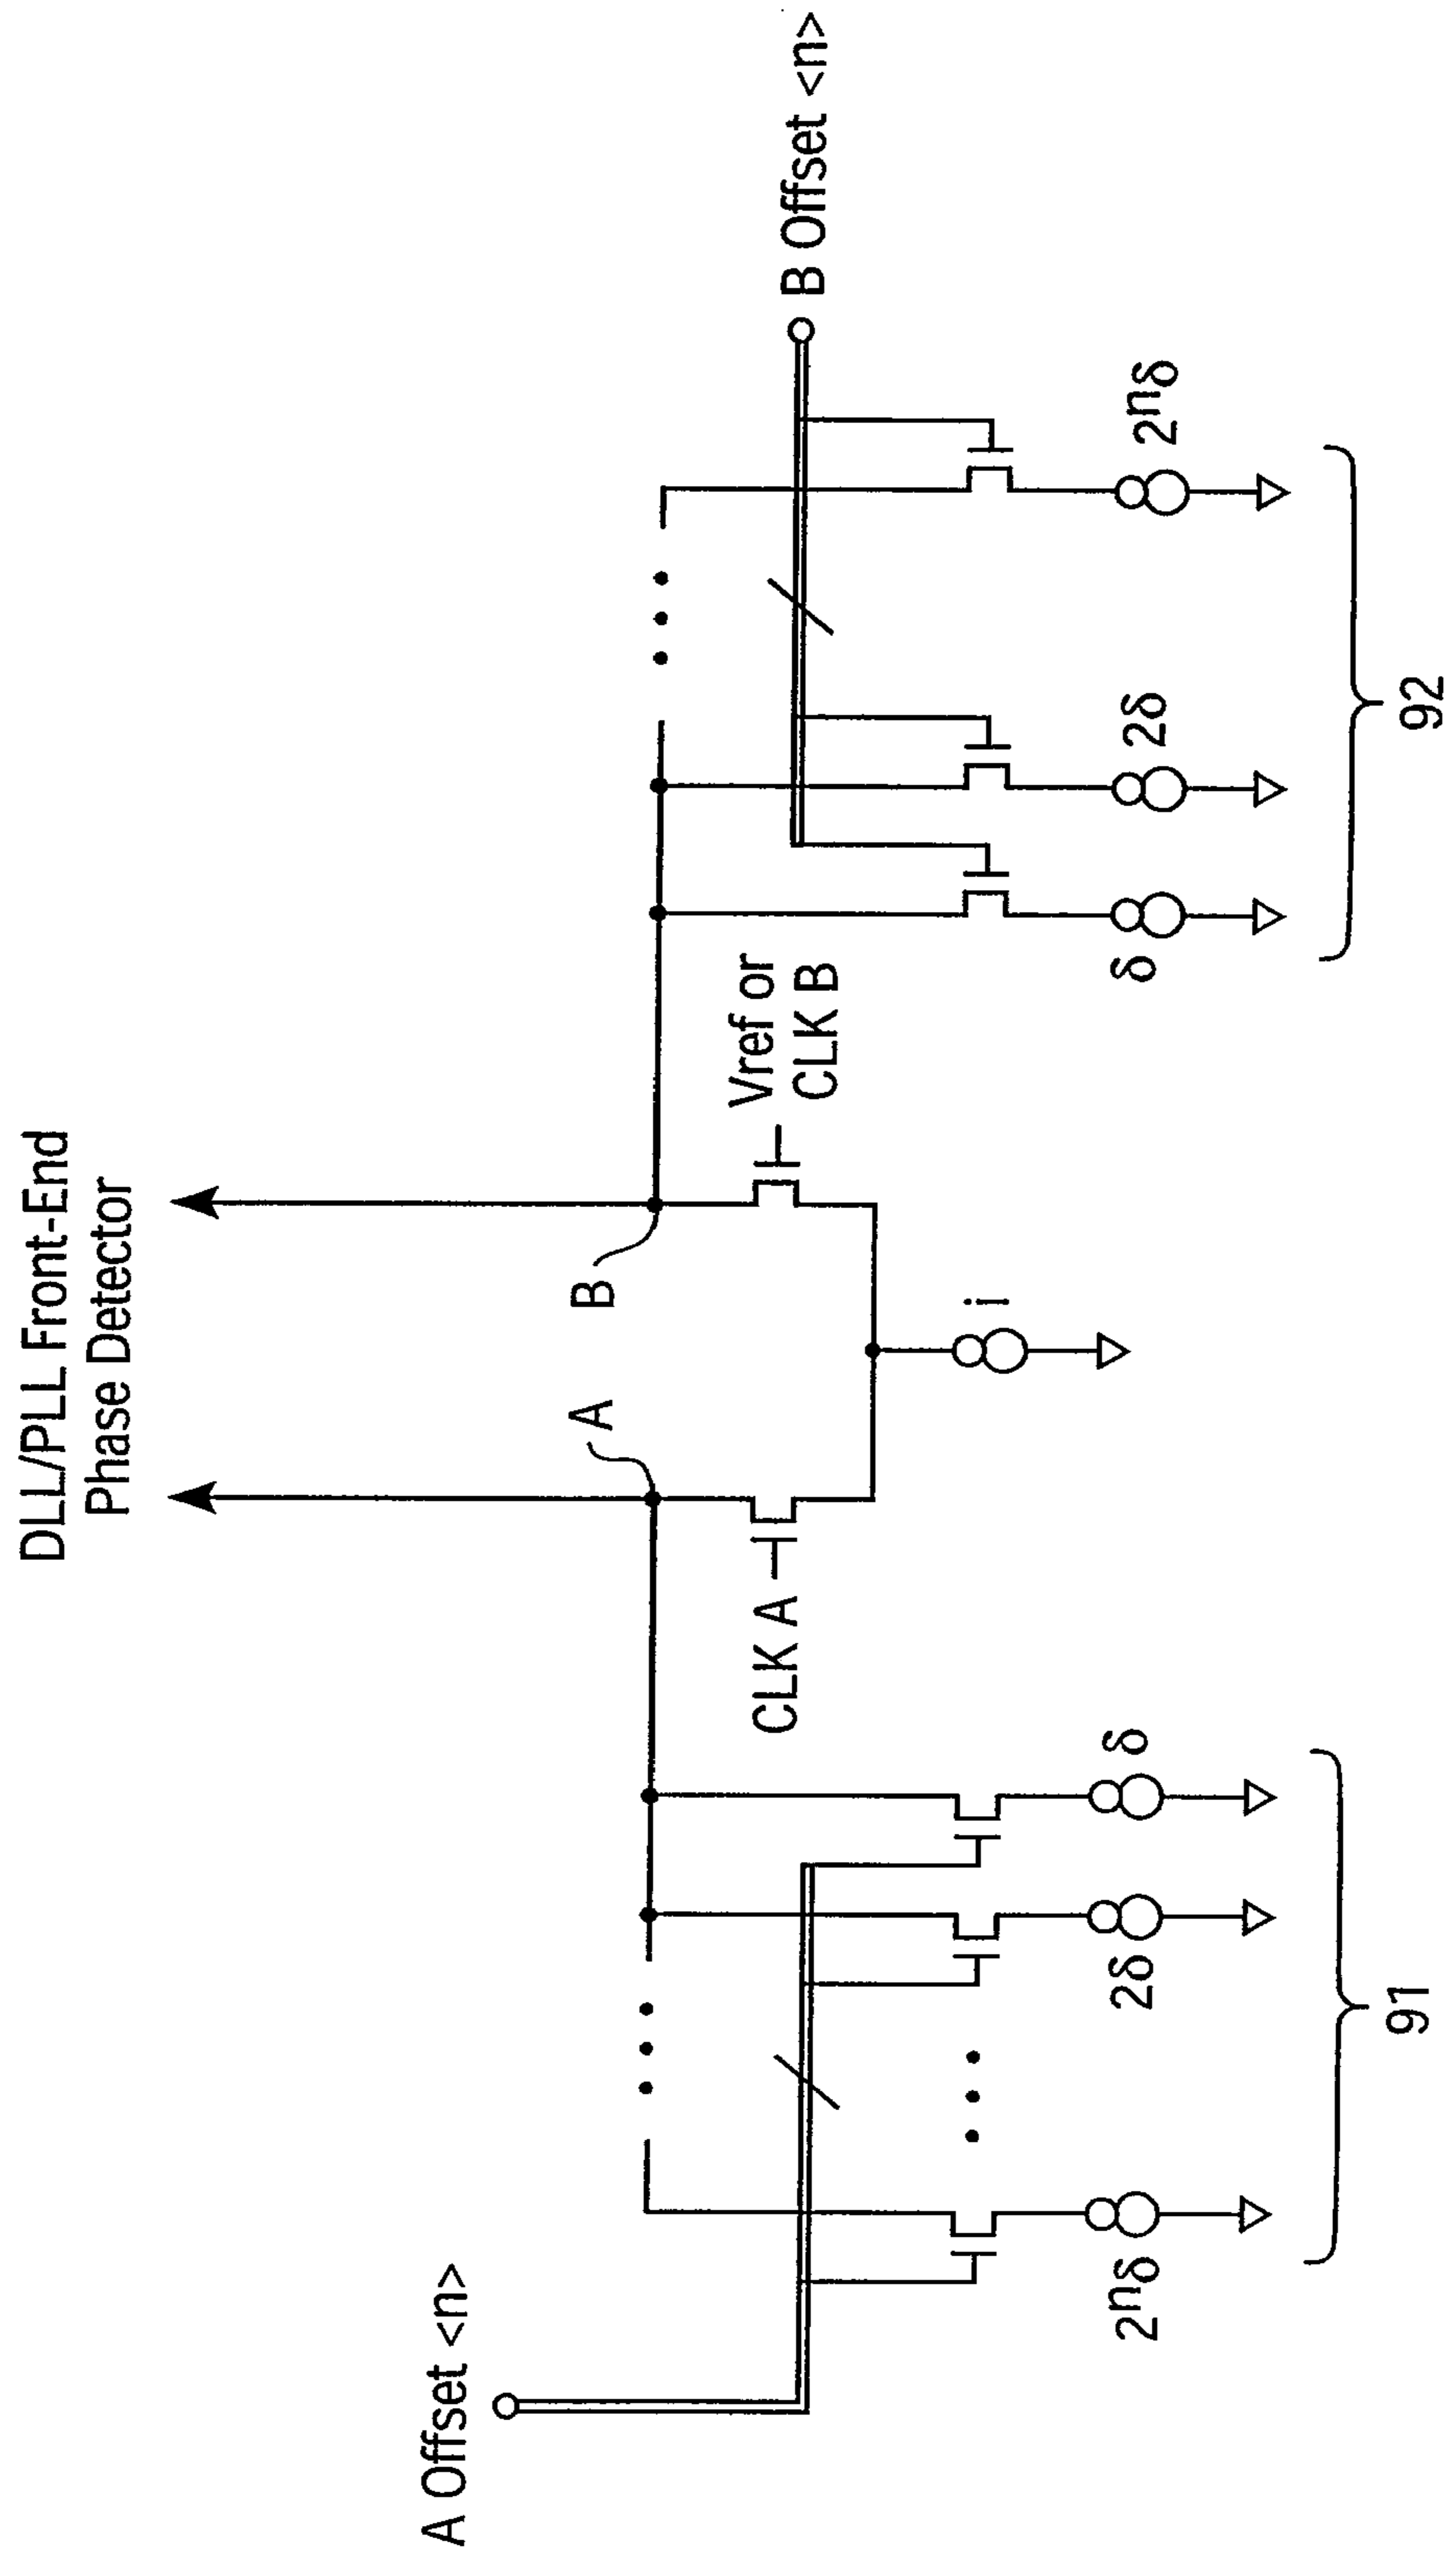 DLL/PLL Front-End
Phase Detector
A Offset <n>
A
B
B Offset <n>
CLK A
Vref or
CLK B
i
2ⁿδ
2δ
δ
δ
2δ
2ⁿδ
91
92